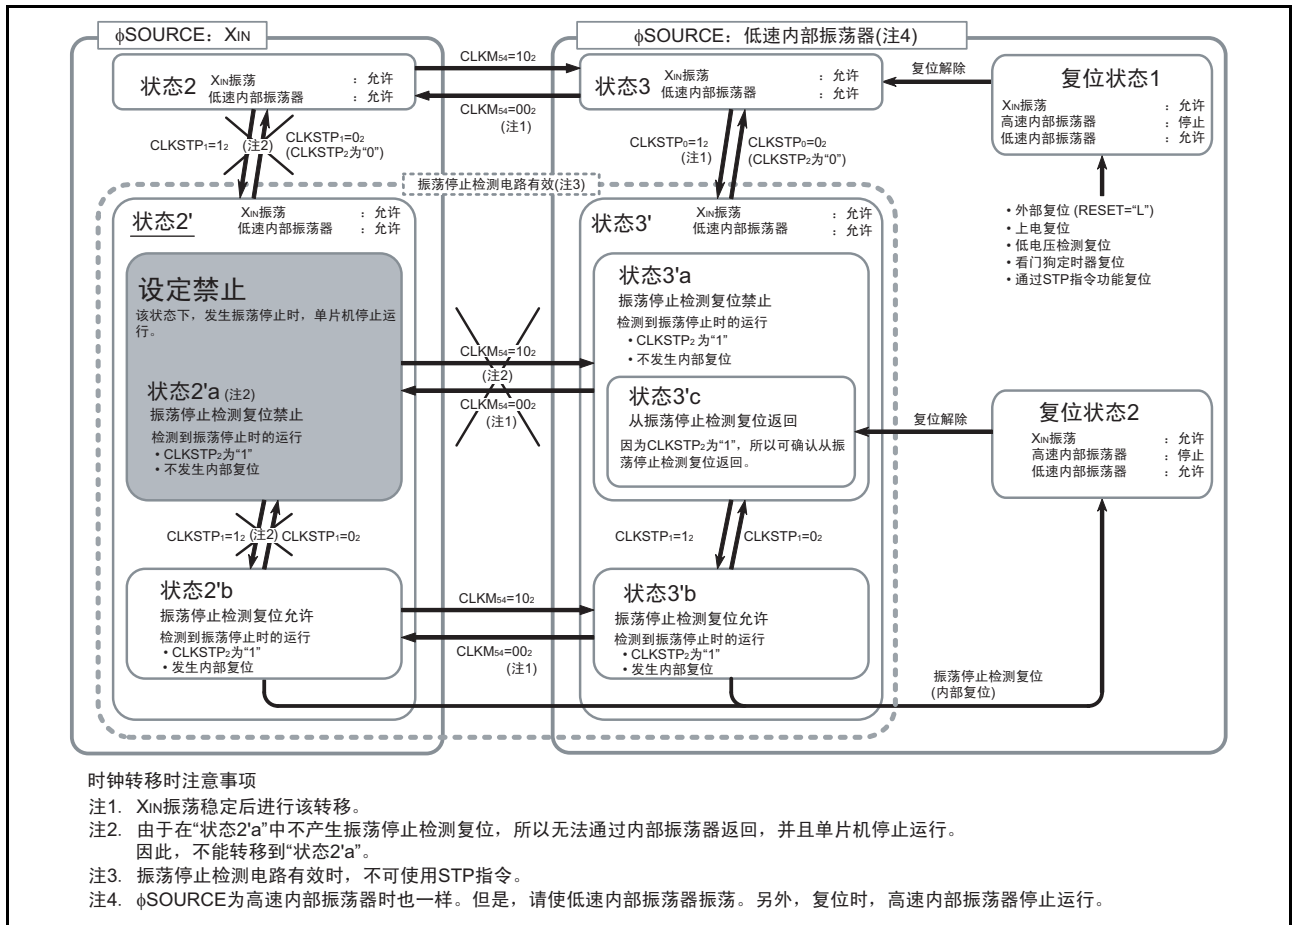 φSOURCE：XIN
φSOURCE：低速内部振荡器(注4)
状态2
XIN振荡 ：允许
低速内部振荡器 ：允许
CLKM54=102
CLKM54=002
(注1)
状态3
XIN振荡 ：允许
低速内部振荡器 ：允许
复位解除
复位状态1
XIN振荡 ：允许
高速内部振荡器 ：停止
低速内部振荡器 ：允许
CLKSTP1=12
(注2)
CLKSTP1=02
(CLKSTP2为“0”)
CLKSTP0=12
(注1)
CLKSTP0=02
(CLKSTP2为“0”)
振荡停止检测电路有效(注3)
• 外部复位 (RESET=“L”)
• 上电复位
• 低电压检测复位
• 看门狗定时器复位
• 通过STP指令功能复位
状态2'
XIN振荡 ：允许
低速内部振荡器 ：允许
状态3'
XIN振荡 ：允许
低速内部振荡器 ：允许
设定禁止
该状态下，发生振荡停止时，单片机停止运
行。
状态2'a (注2)
振荡停止检测复位禁止
检测到振荡停止时的运行
• CLKSTP2为“1”
• 不发生内部复位
CLKM54=102
(注2)
CLKM54=002
(注1)
状态3'a
振荡停止检测复位禁止
检测到振荡停止时的运行
• CLKSTP2 为“1”
• 不发生内部复位
状态3'c
从振荡停止检测复位返回
因为CLKSTP2为“1”，所以可确认从振
荡停止检测复位返回。
复位解除
复位状态2
XIN振荡 ：允许
高速内部振荡器 ：停止
低速内部振荡器 ：允许
CLKSTP1=12 (注2) CLKSTP1=02
CLKSTP1=12
CLKSTP1=02
状态2'b
振荡停止检测复位允许
检测到振荡停止时的运行
• CLKSTP2为“1”
• 发生内部复位
CLKM54=102
CLKM54=002
(注1)
状态3'b
振荡停止检测复位允许
检测到振荡停止时的运行
• CLKSTP2为“1”
• 发生内部复位
振荡停止检测复位
(内部复位)
时钟转移时注意事项
注1. XIN振荡稳定后进行该转移。
注2. 由于在“状态2'a”中不产生振荡停止检测复位，所以无法通过内部振荡器返回，并且单片机停止运行。
因此，不能转移到“状态2'a”。
注3. 振荡停止检测电路有效时，不可使用STP指令。
注4. φSOURCE为高速内部振荡器时也一样。但是，请使低速内部振荡器振荡。另外，复位时，高速内部振荡器停止运行。